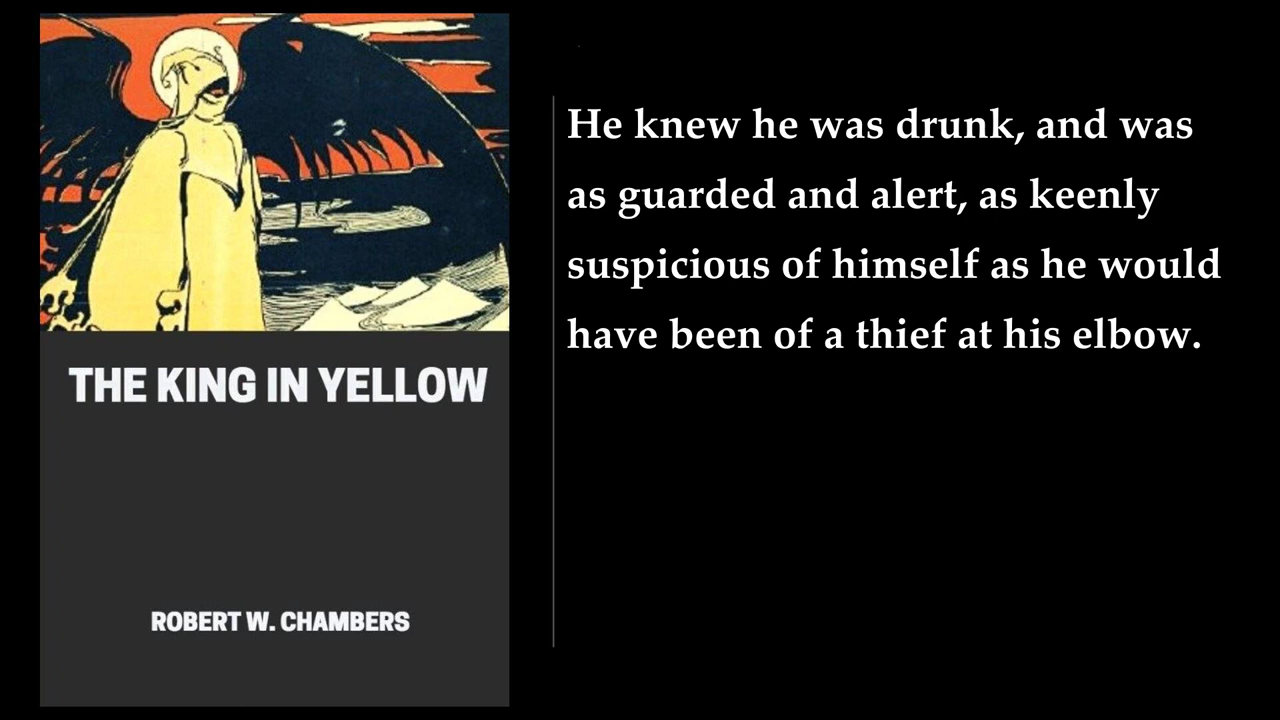 THE KING IN YELLOW
ROBERT W. CHAMBERS
He knew he was drunk, and was
as guarded and alert, as keenly
suspicious of himself as he would
have been of a thief at his elbow.